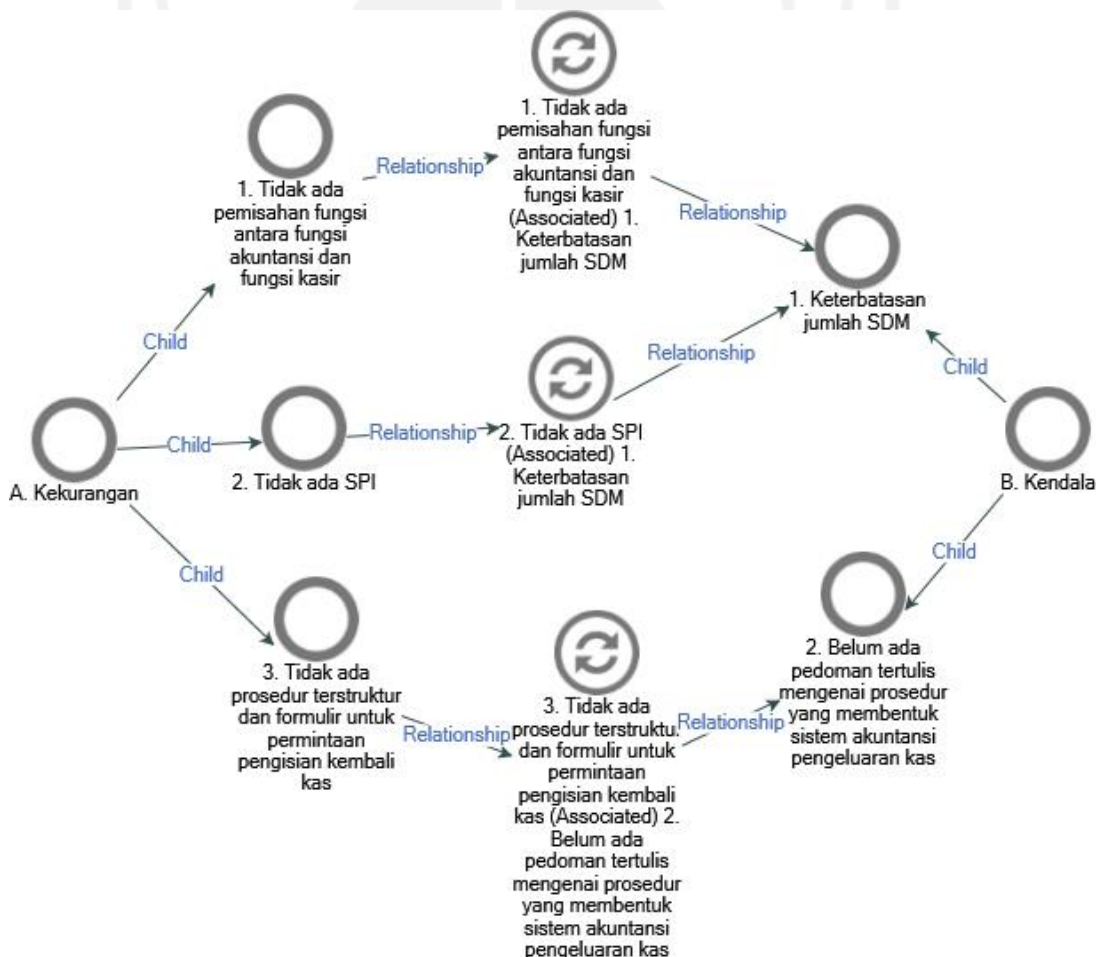 1. Tidak ada
pemisahan fungsi
antara fungsi
akuntansi dan
fungsi kasir
(Associated) 1.
Keterbatasan
jumlah SDM
1. Tidak ada
pemisahan fungsi
antara fungsi
akuntansi dan
fungsi kasir
Relationship
Relationship
1. Keterbatasan
jumlah SDM
Child
Relationship
Child
A. Kekurangan
Child
2. Tidak ada SPI
Relationship
2. Tidak ada SPI
(Associated) 1.
Keterbatasan
jumlah SDM
B. Kendala
Child
Child
3. Tidak ada
prosedur terstruktur
dan formulir untuk
permintaan
pengisian kembali
kas
Relationship
3. Tidak ada
prosedur terstruktur
dan formulir untuk
permintaan
pengisian kembali
kas (Associated) 2.
Belum ada
pedoman tertulis
mengenai prosedur
yang membentuk
sistem akuntansi
pengeluaran kas
Relationship
2. Belum ada
pedoman tertulis
mengenai prosedur
yang membentuk
sistem akuntansi
pengeluaran kas